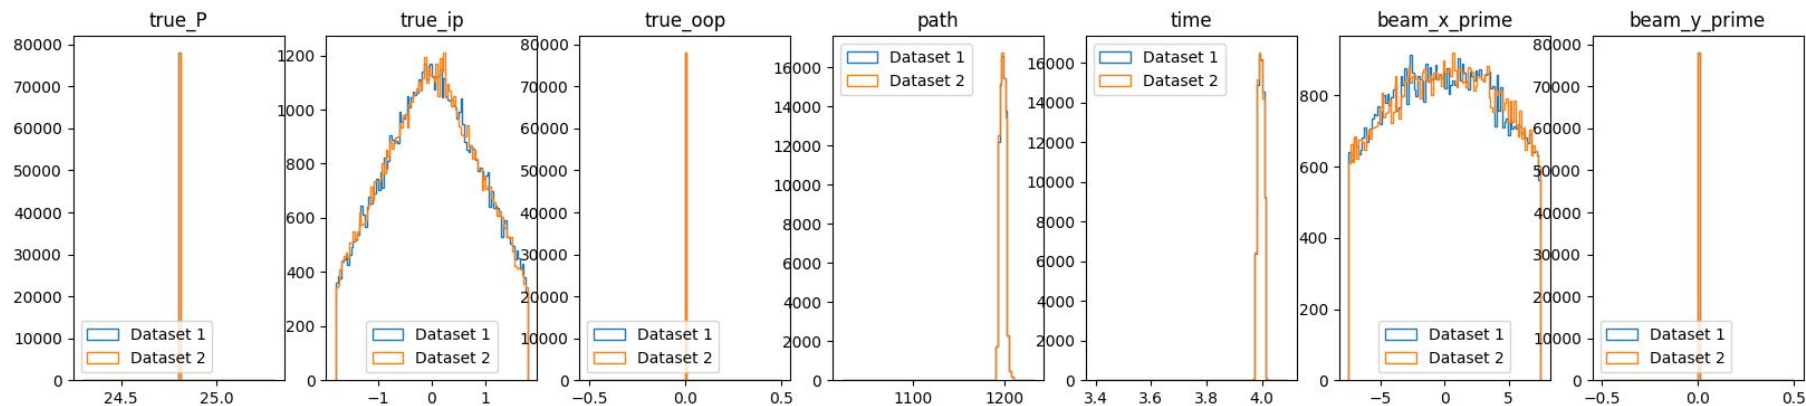 true_P
80000
70000
60000
50000
40000
30000
20000
10000
0
24.5 25.0
Dataset 1
Dataset 2
true_ip
1200
1000
800
600
400
200
0
−1 0 1
Dataset 1
Dataset 2
true_oop
80000
70000
60000
50000
40000
30000
20000
10000
0
−0.5 0.0 0.5
Dataset 1
Dataset 2
path
Dataset 1
Dataset 2
16000
14000
12000
10000
8000
6000
4000
2000
0
1100 1200
time
Dataset 1
Dataset 2
16000
14000
12000
10000
8000
6000
4000
2000
0
3.4 3.6 3.8 4.0
beam_x_prime
800
600
400
200
0
−5 0 5
Dataset 1
Dataset 2
beam_y_prime
80000
70000
60000
50000
40000
30000
20000
10000
0
−0.5 0.0 0.5
Dataset 1
Dataset 2